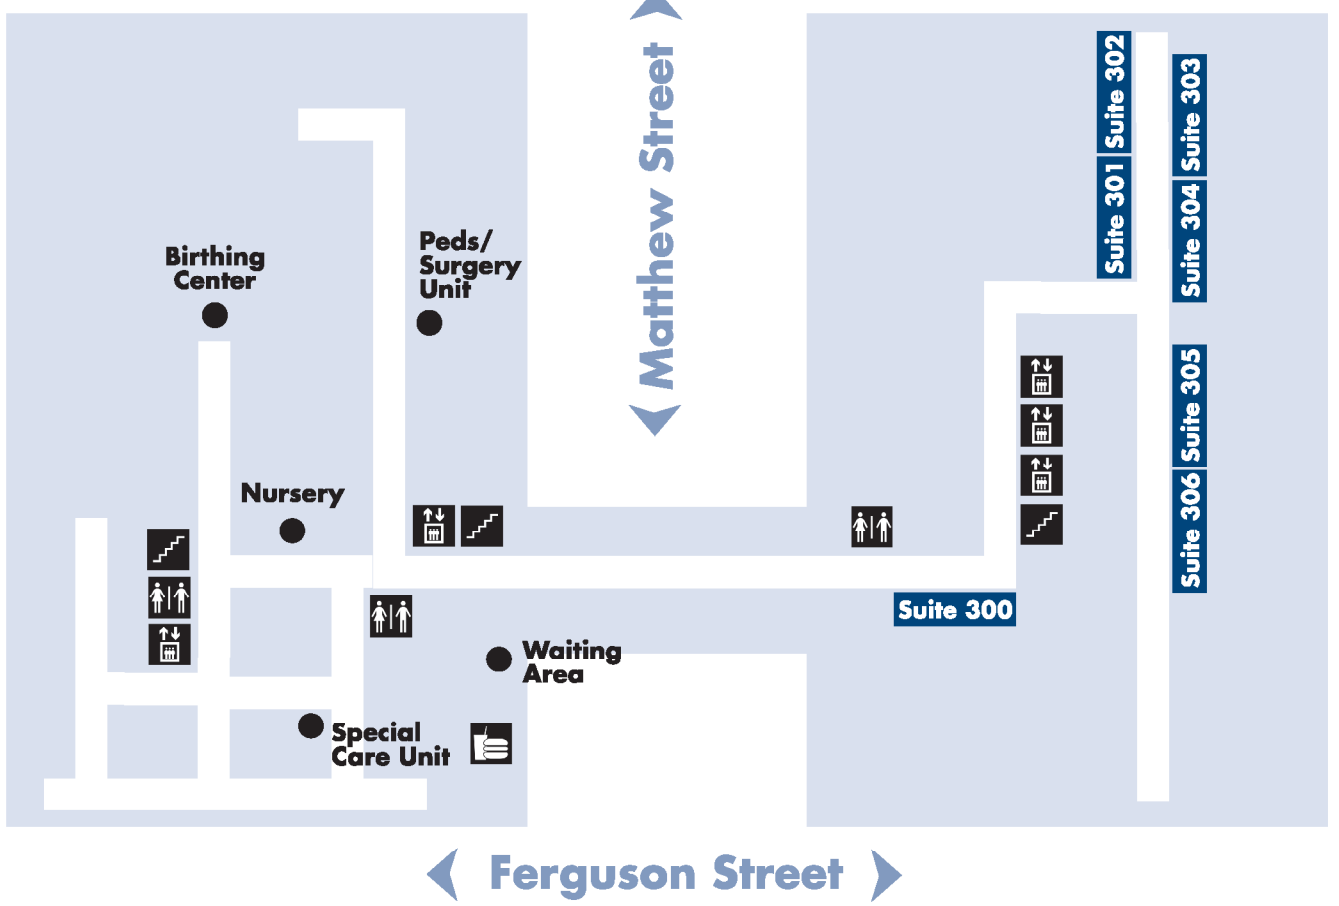 Matthew Street
Suite 302
Suite 303
Suite 301
Suite 304
Birthing
Center
Peds/
Surgery
Unit
Suite 305
Nursery
Suite 306
Suite 300
Waiting
Area
Special
Care Unit
Ferguson Street